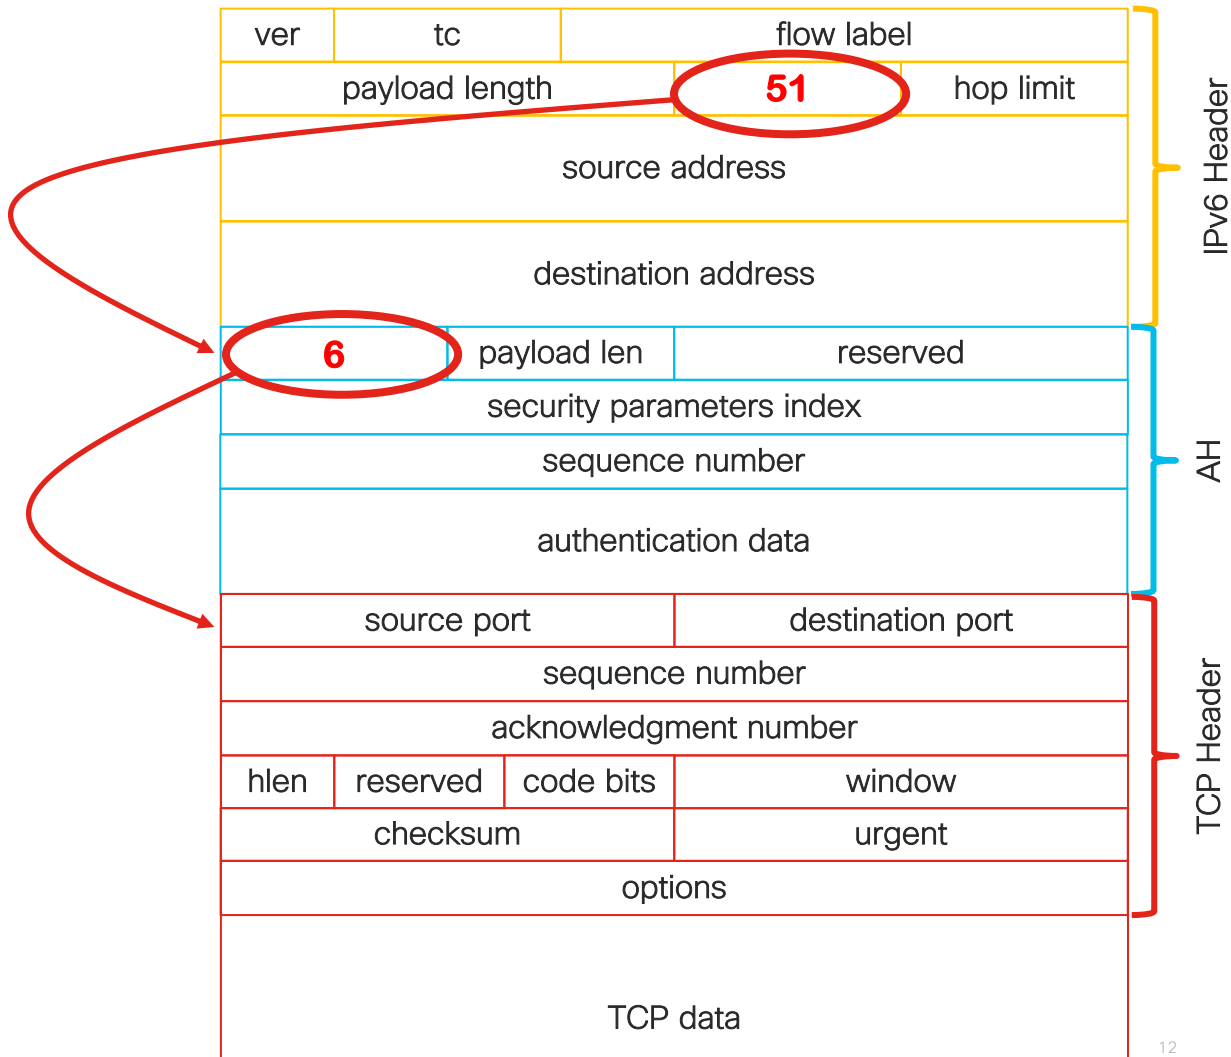 ver tc flow label
payload length 51 hop limit
source address
destination address
IPv6 Header
6 payload len reserved
security parameters index
sequence number
authentication data
AH
source port destination port
sequence number
acknowledgment number
hlen reserved code bits window
checksum urgent
options
TCP Header
TCP data
12